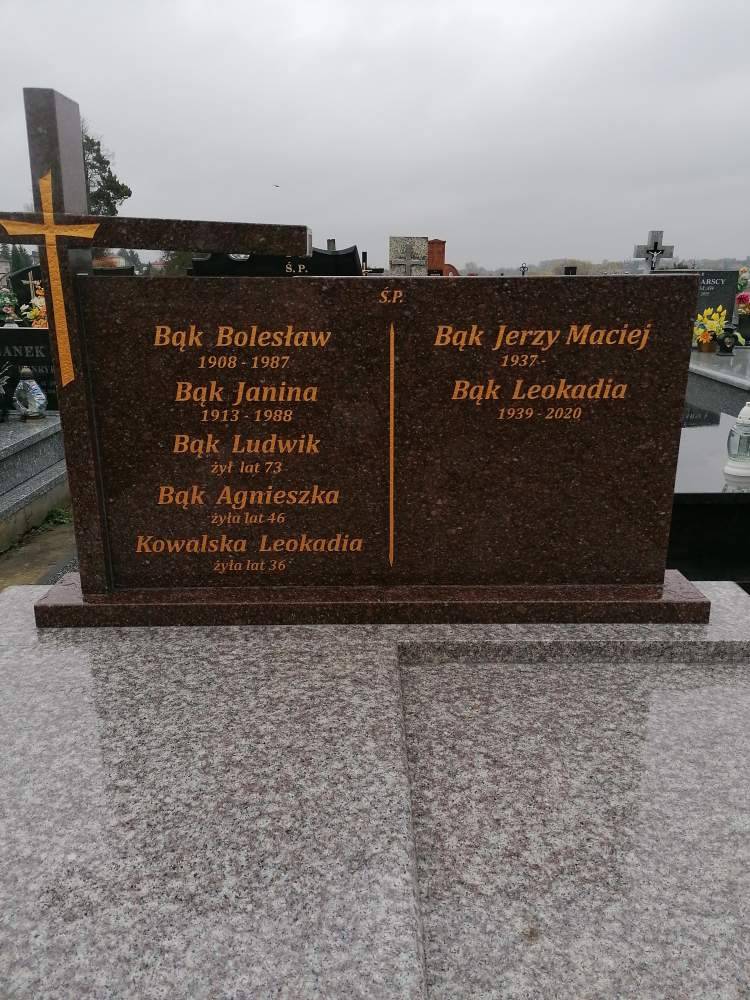 Ś.P.
Bąk Bolesław
1908 - 1987
Bąk Janina
1913 - 1988
Bąk Ludwik
żył lat 73
Bąk Agnieszka
żyła lat 46
Kowalska Leokadia
żyła lat 36
Bąk Jerzy Maciej
1937 -
Bąk Leokadia
1939 - 2020
Ś.P.